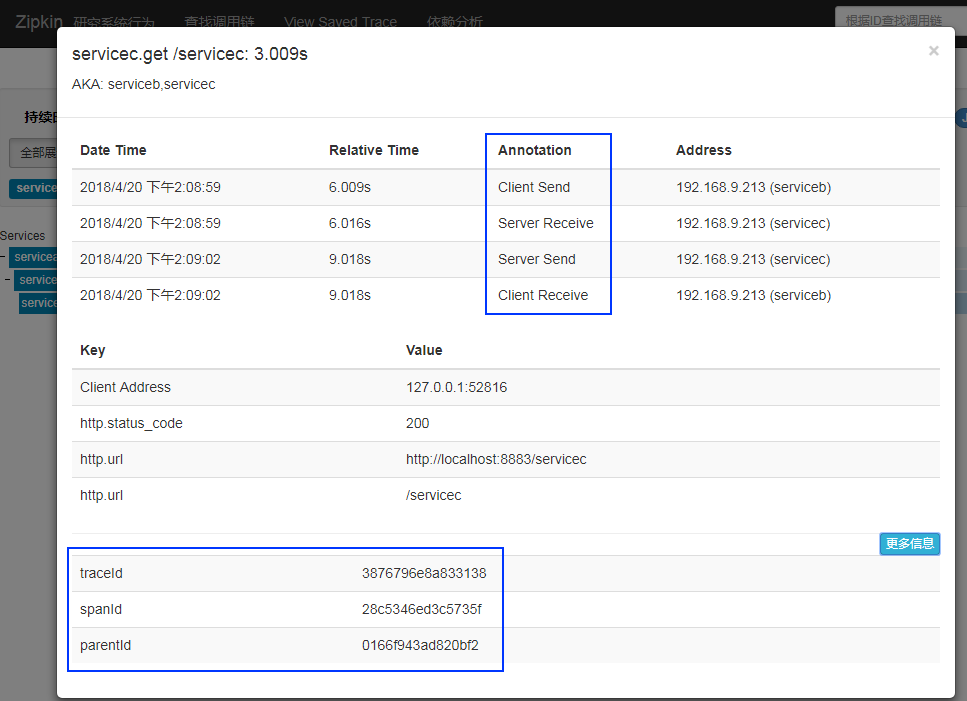 Zipkin 研究系统行为 查找调用链 View Saved Trace 依赖分析 根据ID查找调用链
servicec.get /servicec: 3.009s ×
AKA: serviceb,servicec
全部展
service
Services
- servicea
- service
service
Date Time Relative Time Annotation Address
2018/4/20 下午2:08:59 6.009s Client Send 192.168.9.213 (serviceb)
2018/4/20 下午2:08:59 6.016s Server Receive 192.168.9.213 (servicec)
2018/4/20 下午2:09:02 9.018s Server Send 192.168.9.213 (servicec)
2018/4/20 下午2:09:02 9.018s Client Receive 192.168.9.213 (serviceb)
Key Value
Client Address 127.0.0.1:52816
http.status_code 200
http.url http://localhost:8883/servicec
http.url /servicec
更多信息
traceId 3876796e8a833138
spanId 28c5346ed3c5735f
parentId 0166f943ad820bf2